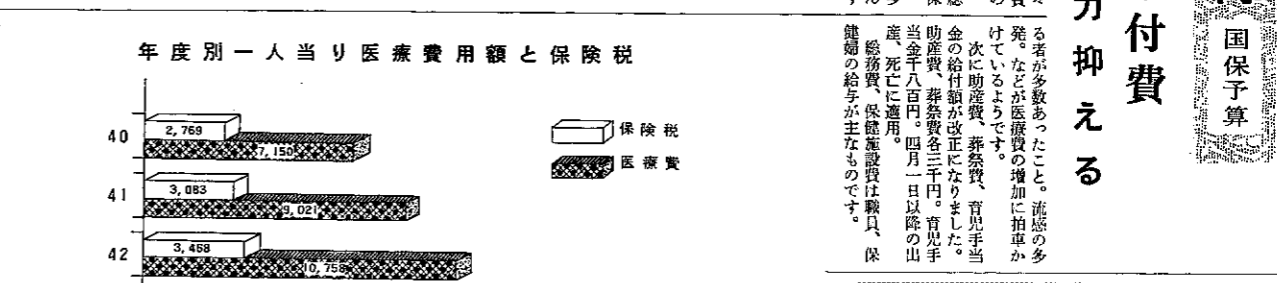 国保予算
付費
力抑える
る者が多数あったこと。流感の多
発。などが医療費の増加に拍車か
けているようです。
次に助産費、葬祭費、育児手当
金の給付額が改正になりました。
助産費、葬祭費各三千円。育児手
当金千八百円。四月一日以降の出
産、死亡に適用。
総務費、保健施設費は職員、保
健婦の給与が主なものです。
年度別一人当り医療費用額と保険税
保険税
医療費
40
2,769
7,150
41
3,083
9,021
42
3,458
10,758